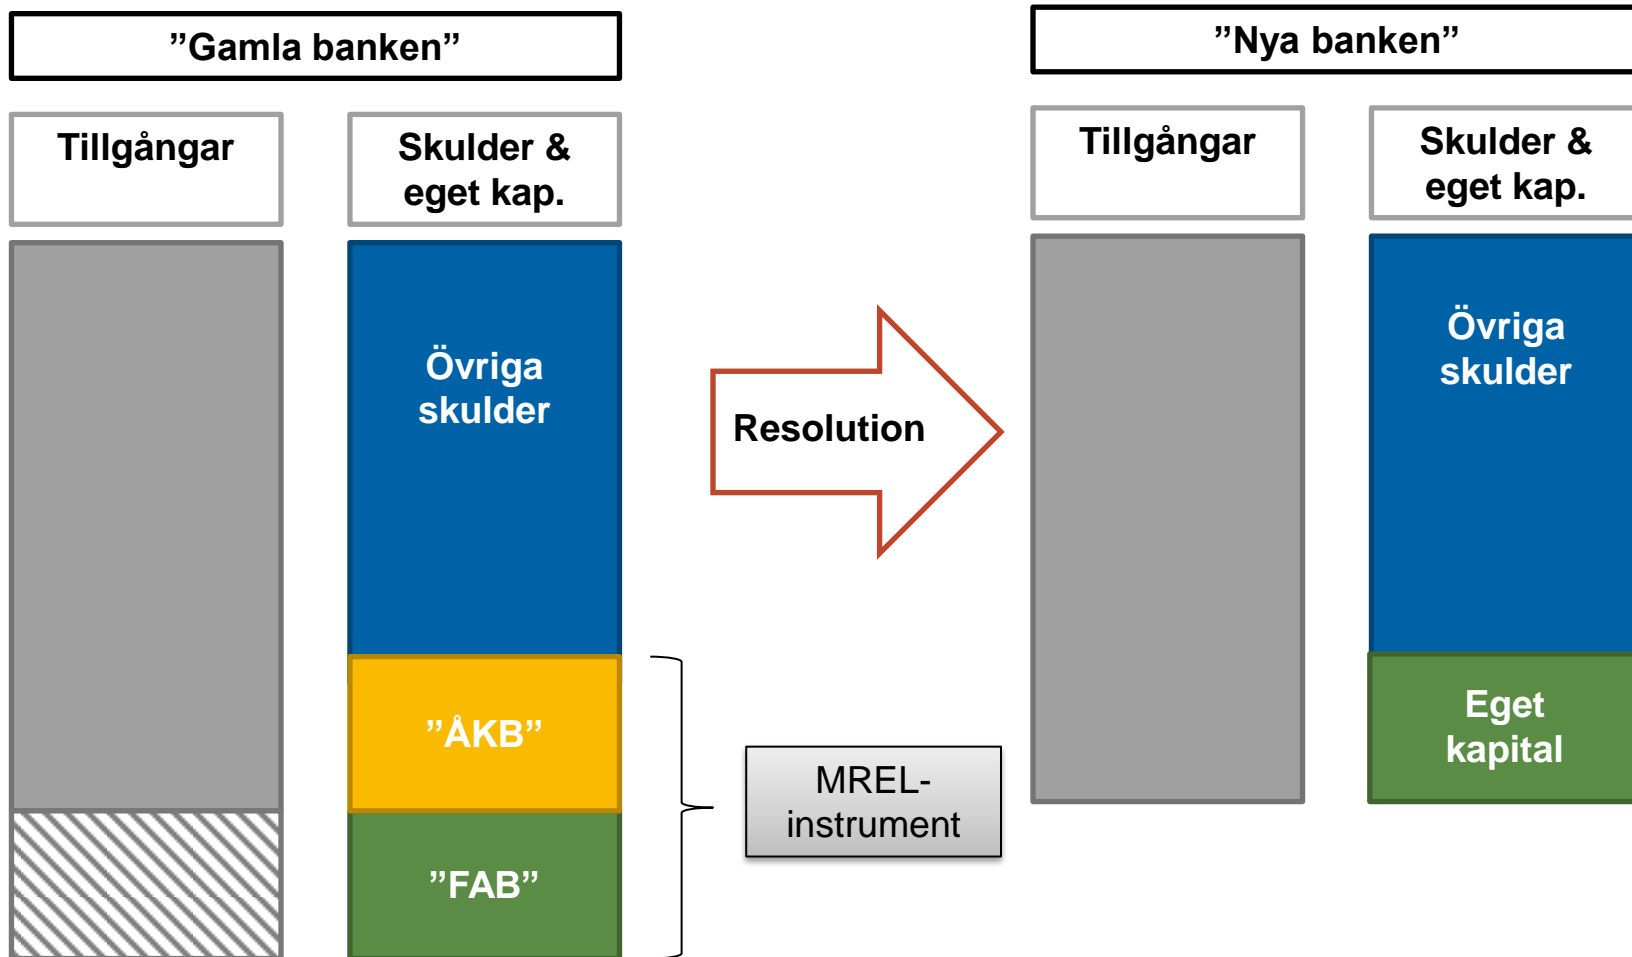 ”Gamla banken”
”Nya banken”
Tillgångar
Skulder &
eget kap.
Tillgångar
Skulder &
eget kap.
Övriga
skulder
Resolution
Övriga
skulder
”ÅKB”
”FAB”
MREL-
instrument
Eget
kapital